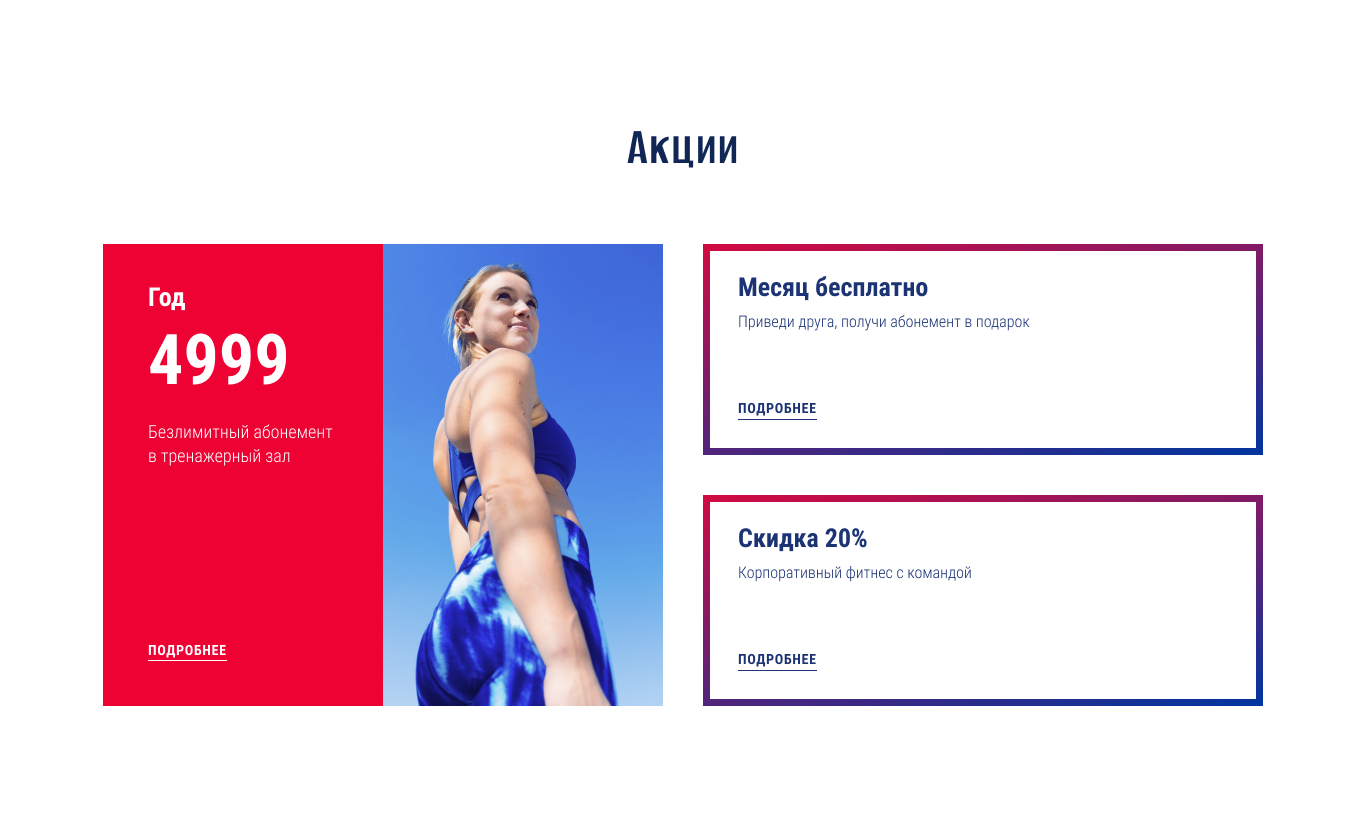 Акции
Год
4999
Безлимитный абонемент
в тренажерный зал
ПОДРОБНЕЕ
Месяц бесплатно
Приведи друга, получи абонемент в подарок
ПОДРОБНЕЕ
Скидка 20%
Корпоративный фитнес с командой
ПОДРОБНЕЕ